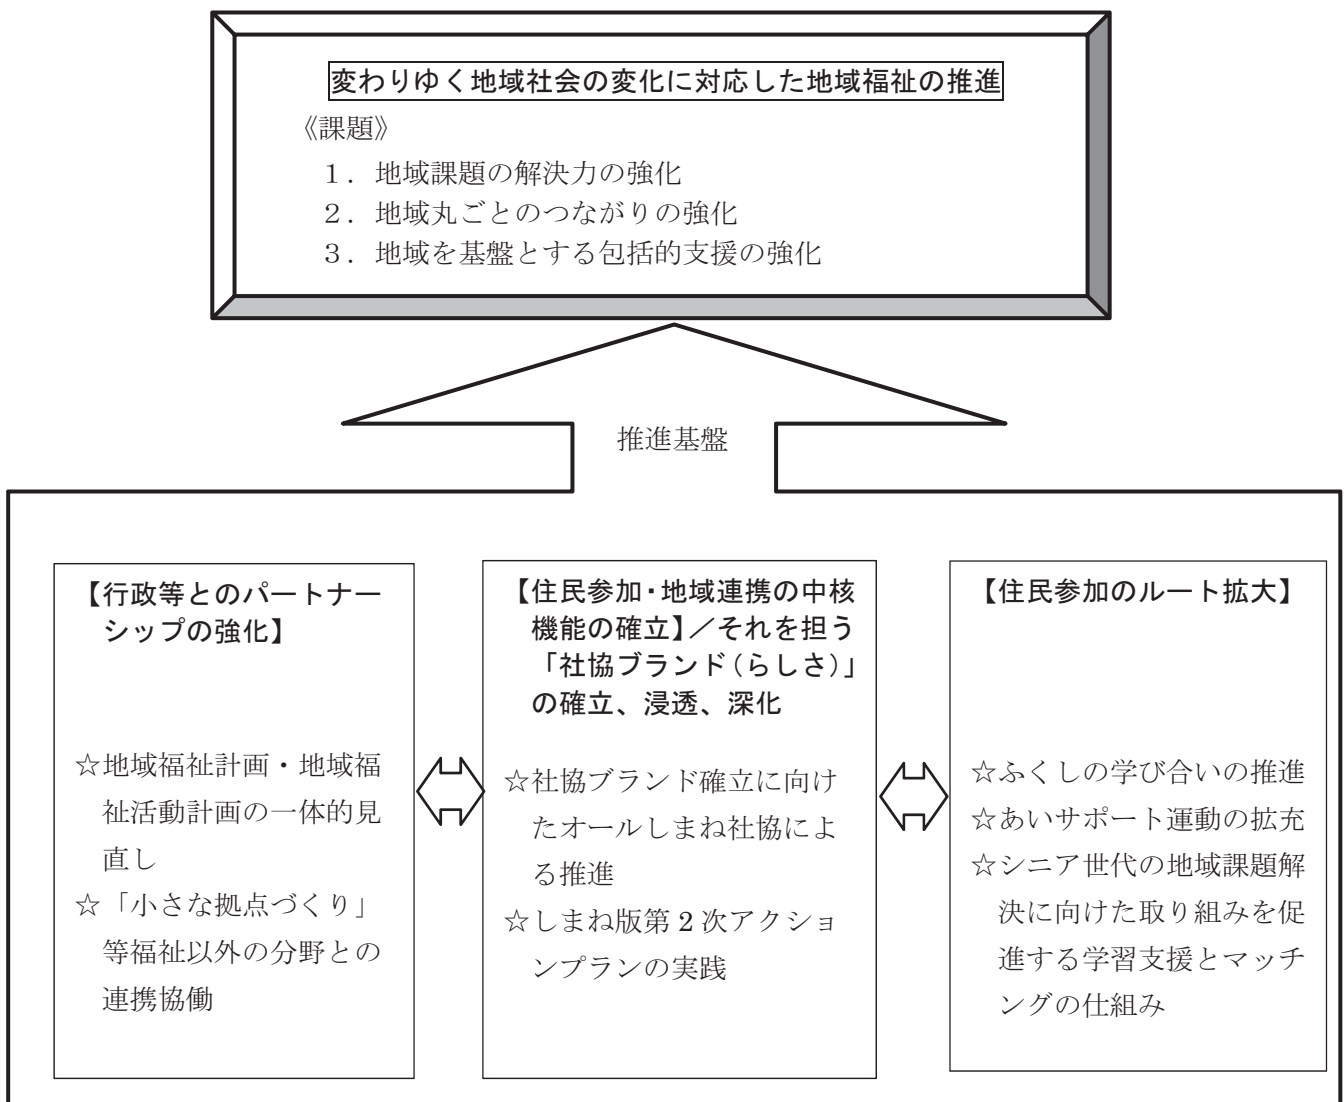 変わりゆく地域社会の変化に対応した地域福祉の推進
《課題》
１．地域課題の解決力の強化
２．地域丸ごとのつながりの強化
３．地域を基盤とする包括的支援の強化
推進基盤
【行政等とのパートナー
シップの強化】
☆地域福祉計画・地域福
祉活動計画の一体的見
直し
☆「小さな拠点づくり」
等福祉以外の分野との
連携協働
【住民参加・地域連携の中核
機能の確立】／それを担う
「社協ブランド（らしさ）」
の確立、浸透、深化
☆社協ブランド確立に向け
たオールしまね社協によ
る推進
☆しまね版第２次アクショ
ンプランの実践
【住民参加のルート拡大】
☆ふくしの学び合いの推進
☆あいサポート運動の拡充
☆シニア世代の地域課題解
決に向けた取り組みを促
進する学習支援とマッチ
ングの仕組み